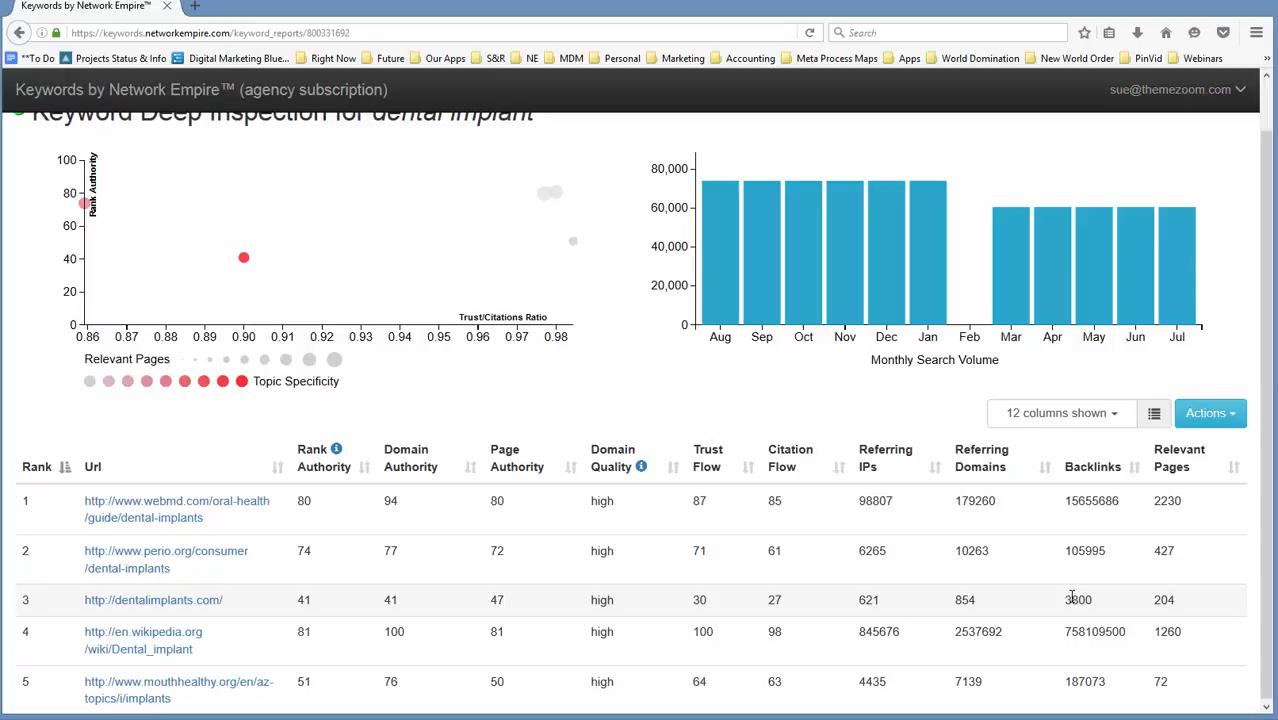 Keywords by Network Empire™
https://keywords.networkempire.com/keyword_reports/800331692
Search
**To Do Projects Status & Info Digital Marketing Blue... Right Now Future Our Apps S&R NE MDM Personal Marketing Accounting Meta Process Maps Apps World Domination New World Order PinVid Webinars »
Keywords by Network Empire™ (agency subscription) sue@themezoom.com
Keyword Deep Inspection for dental implant
100
80
60
40
20
0
Rank Authority
Trust/Citations Ratio
0.86 0.87 0.88 0.89 0.90 0.91 0.92 0.93 0.94 0.95 0.96 0.97 0.98
Relevant Pages
Topic Specificity
80,000
60,000
40,000
20,000
0
Aug Sep Oct Nov Dec Jan Feb Mar Apr May Jun Jul
Monthly Search Volume
12 columns shown Actions
Rank Url Rank Authority Domain Authority Page Authority Domain Quality Trust Flow Citation Flow Referring IPs Referring Domains Backlinks Relevant Pages
1 http://www.webmd.com/oral-health 80 94 80 high 87 85 98807 179260 15655686 2230
/guide/dental-implants
2 http://www.perio.org/consumer 74 77 72 high 71 61 6265 10263 105995 427
/dental-implants
3 http://dentalimplants.com/ 41 41 47 high 30 27 621 854 3800 204
4 http://en.wikipedia.org 81 100 81 high 100 98 845676 2537692 758109500 1260
/wiki/Dental_implant
5 http://www.mouthhealthy.org/en/az- 51 76 50 high 64 63 4435 7139 187073 72
topics/i/implants